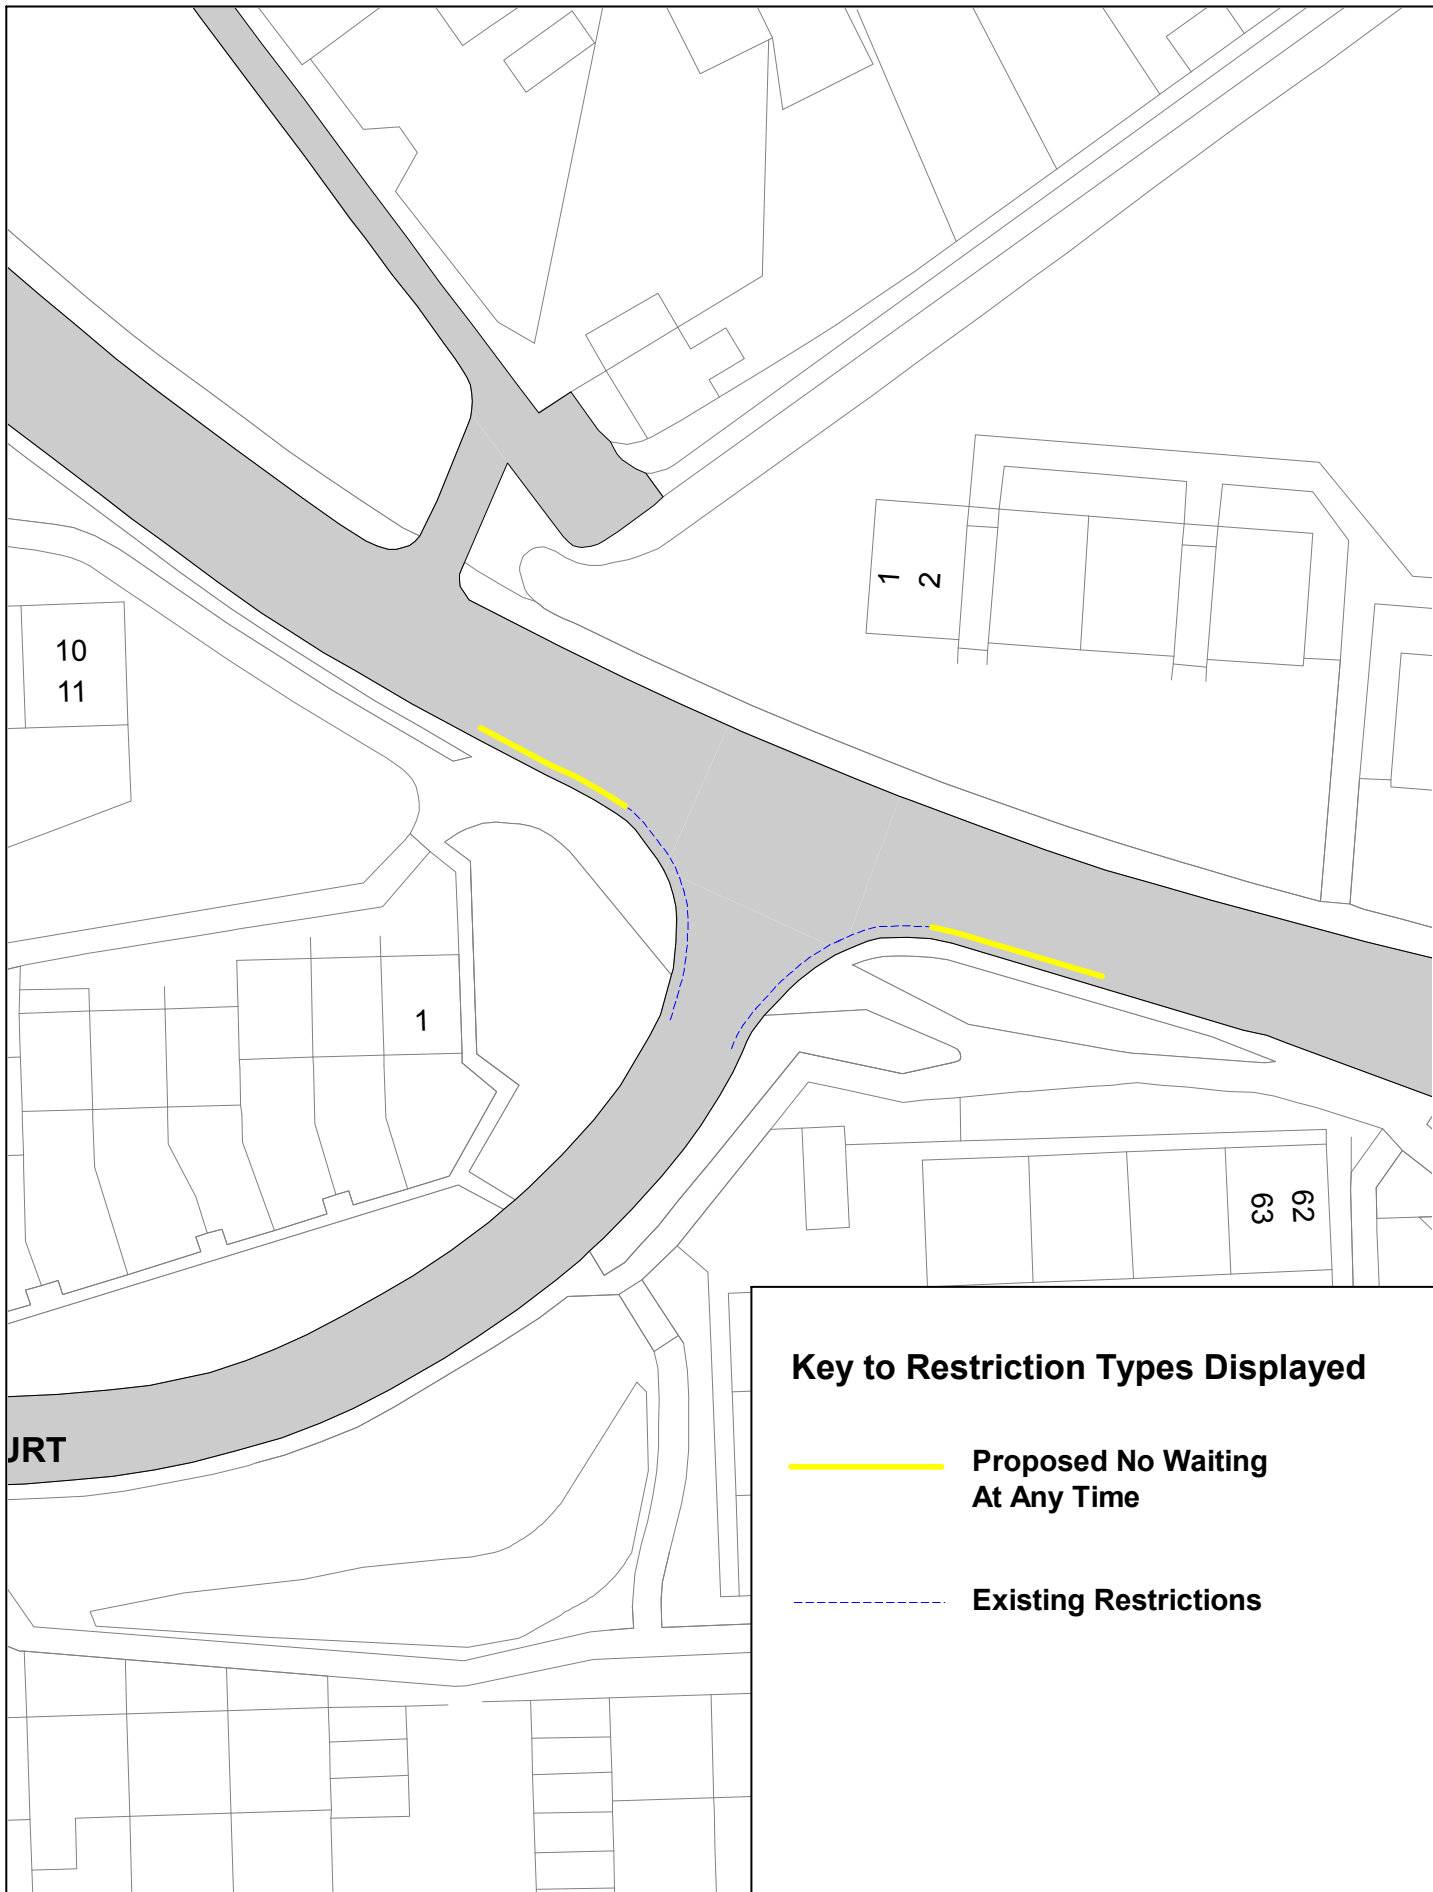 1
2
10
11
1
63
62
Key to Restriction Types Displayed
Proposed No Waiting
At Any Time
URT
Existing Restrictions